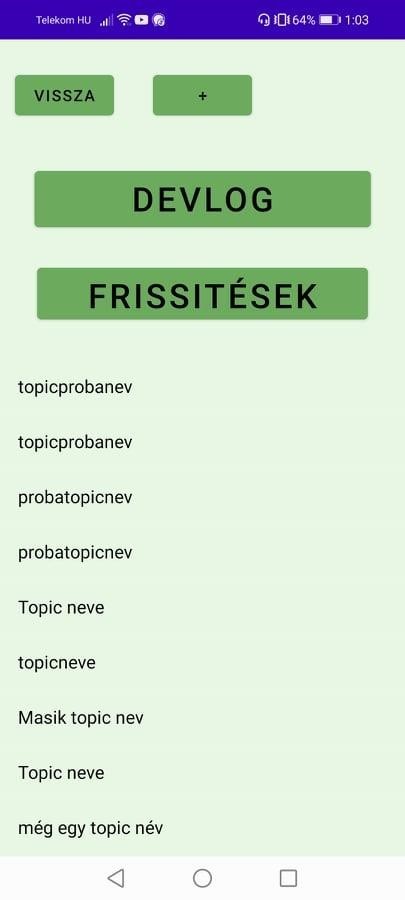 Telekom HU 64% 1:03
VISSZA +
DEVLOG
FRISSITÉSEK
topicprobanev
topicprobanev
probatopicnev
probatopicnev
Topic neve
topicneve
Masik topic nev
Topic neve
még egy topic név